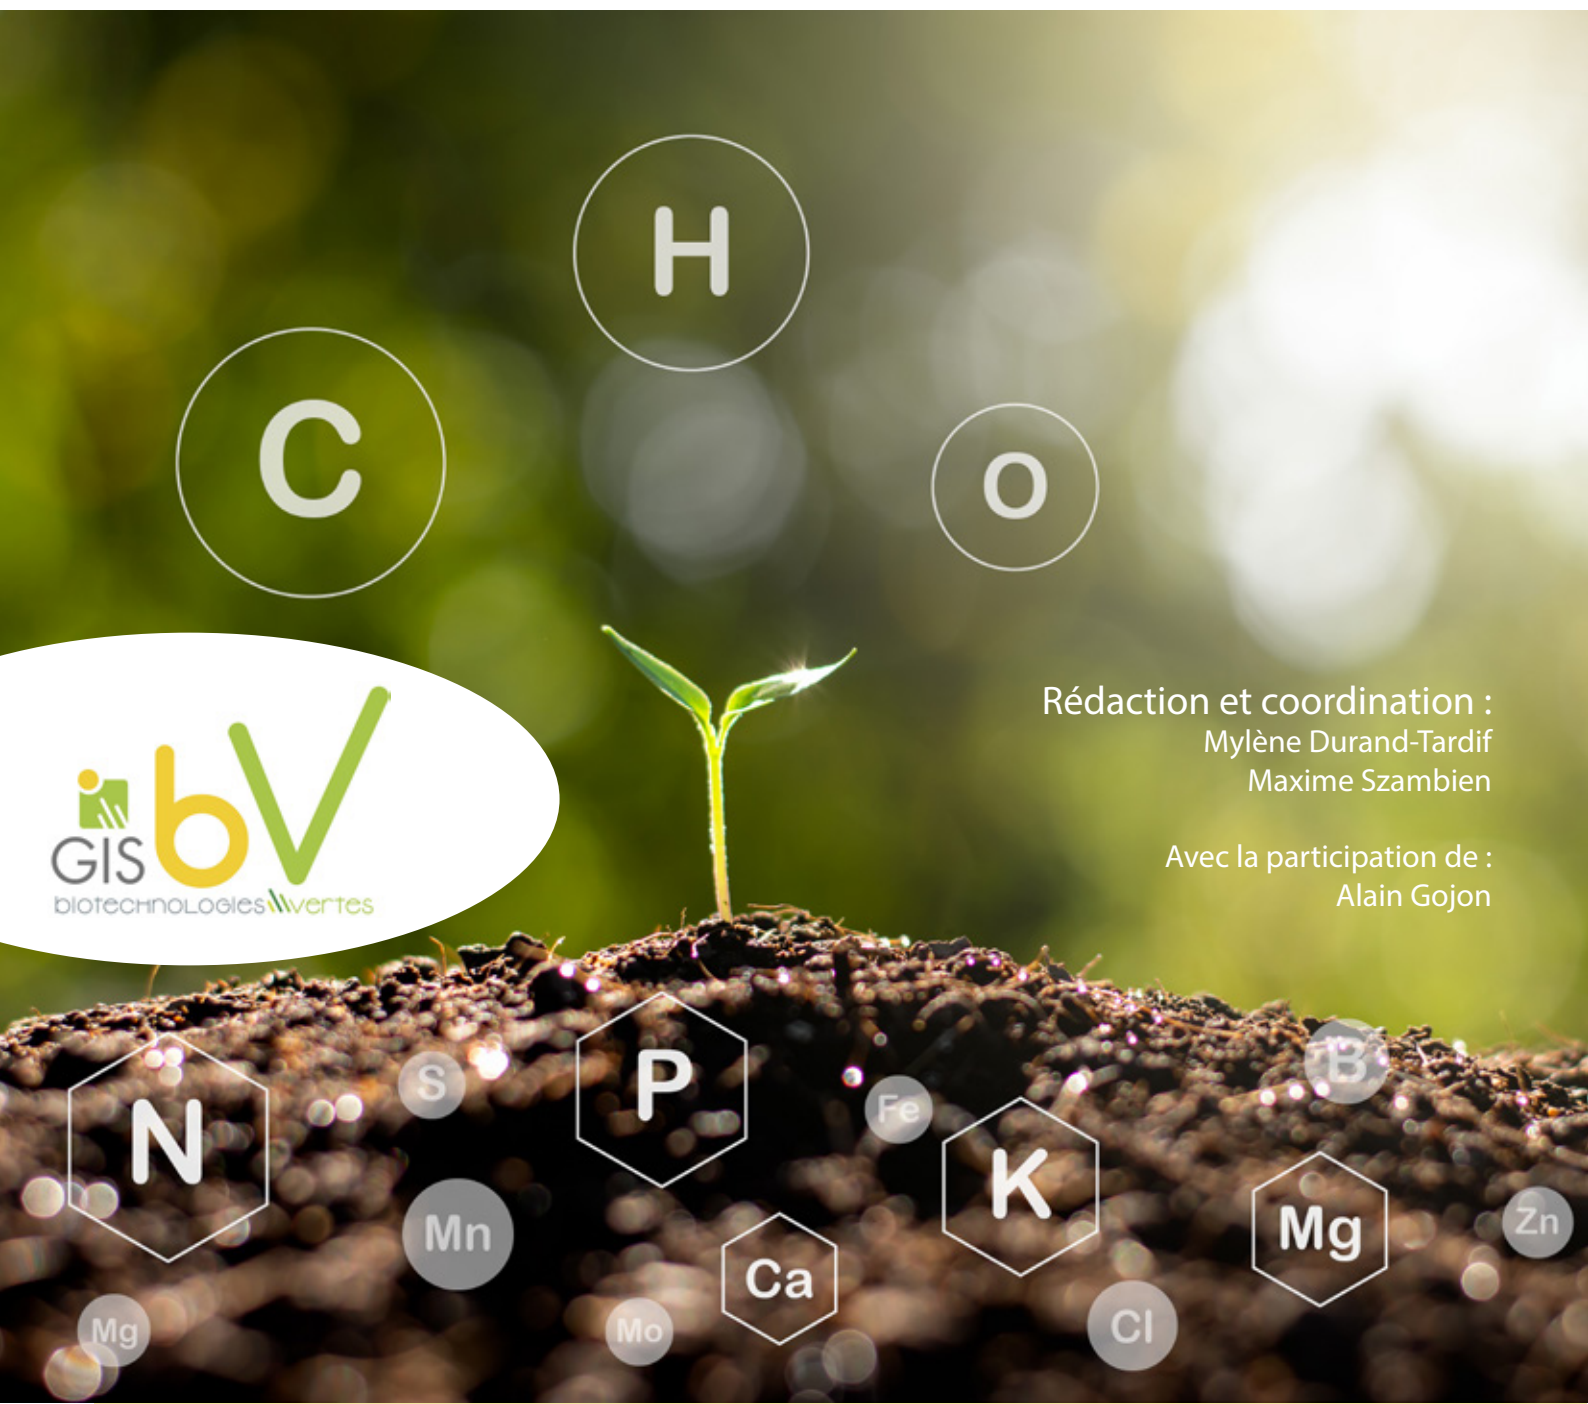 H
C
O
Rédaction et coordination :
Mylène Durand-Tardif
Maxime Szambien
Avec la participation de :
Alain Gojon
GIS bV
biotechnologies vertes
N
S
P
Fe
B
K
Mn
Ca
Mg
Zn
Mg
Mo
Cl